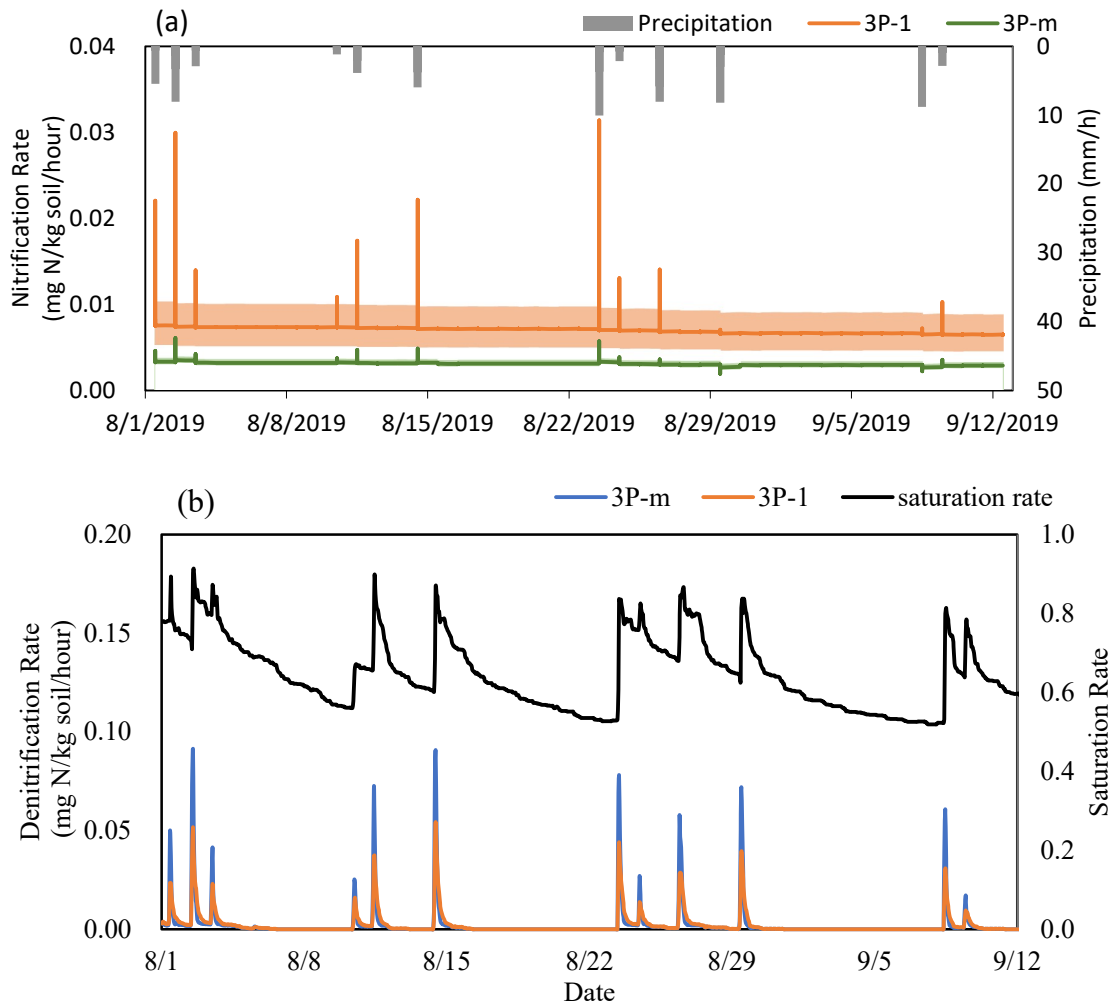 (a)
Precipitation 3P-1 3P-m
0.04
0.03
0.02
0.01
0.00
Nitrification Rate
(mg N/kg soil/hour)
0
10
20
30
40
50
Precipitation (mm/h)
8/1/2019 8/8/2019 8/15/2019 8/22/2019 8/29/2019 9/5/2019 9/12/2019
(b)
3P-m 3P-1 saturation rate
0.20
0.15
0.10
0.05
0.00
Denitrification Rate
(mg N/kg soil/hour)
1.0
0.8
0.6
0.4
0.2
0.0
Saturation Rate
8/1 8/8 8/15 8/22 8/29 9/5 9/12
Date